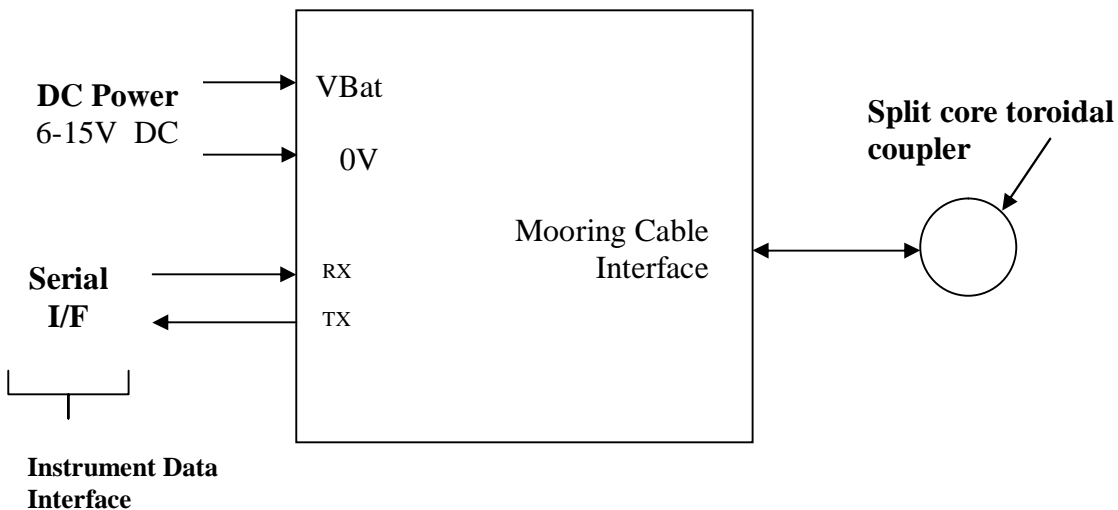 DC Power
6-15V DC
VBat
0V
Serial
I/F
RX
TX
Mooring Cable
Interface
Split core toroidal
coupler
Instrument Data
Interface